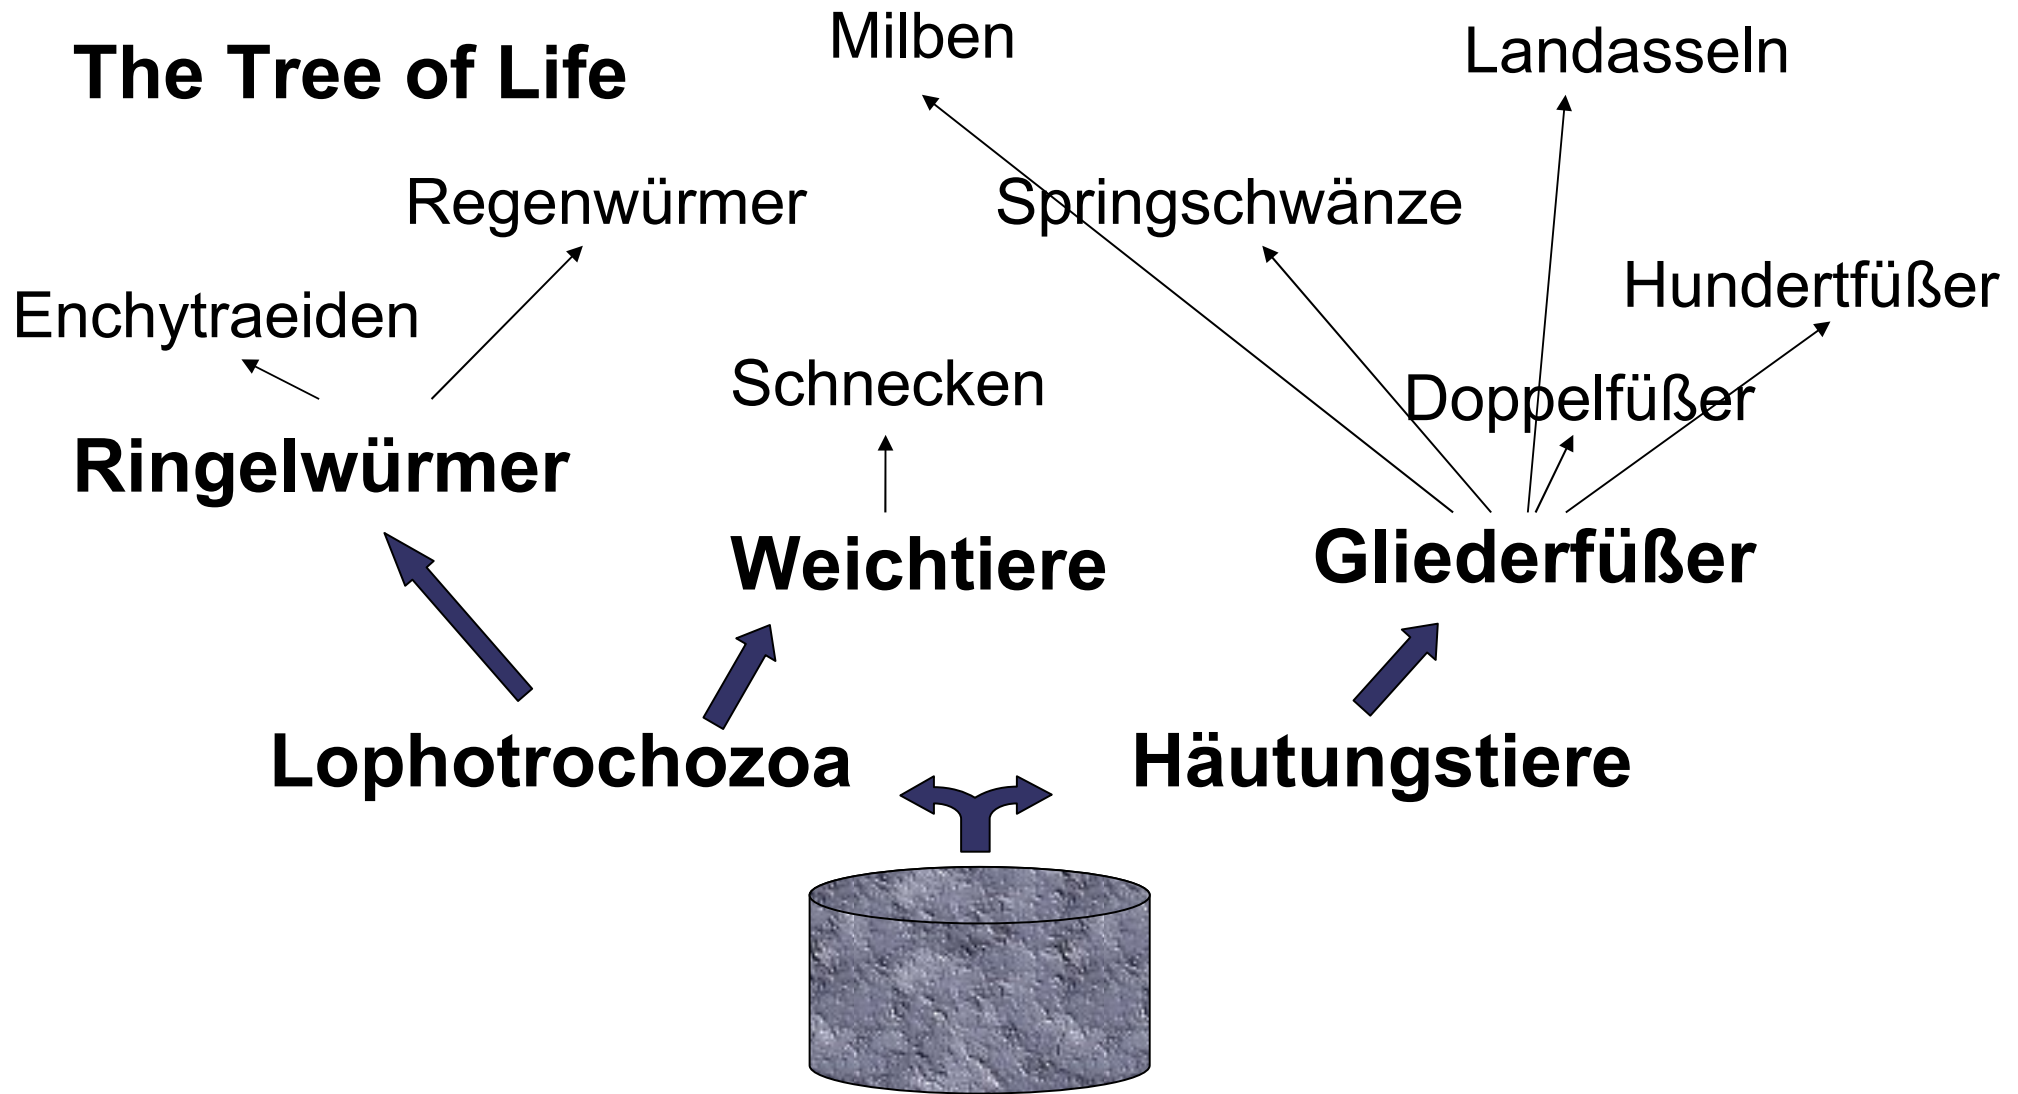 The Tree of Life
Milben
Landasseln
Regenwürmer
Springschwänze
Enchytraeiden
Hundertfüßer
Schnecken
Doppelfüßer
Ringelwürmer
Weichtiere
Gliederfüßer
Lophotrochozoa
Häutungstiere